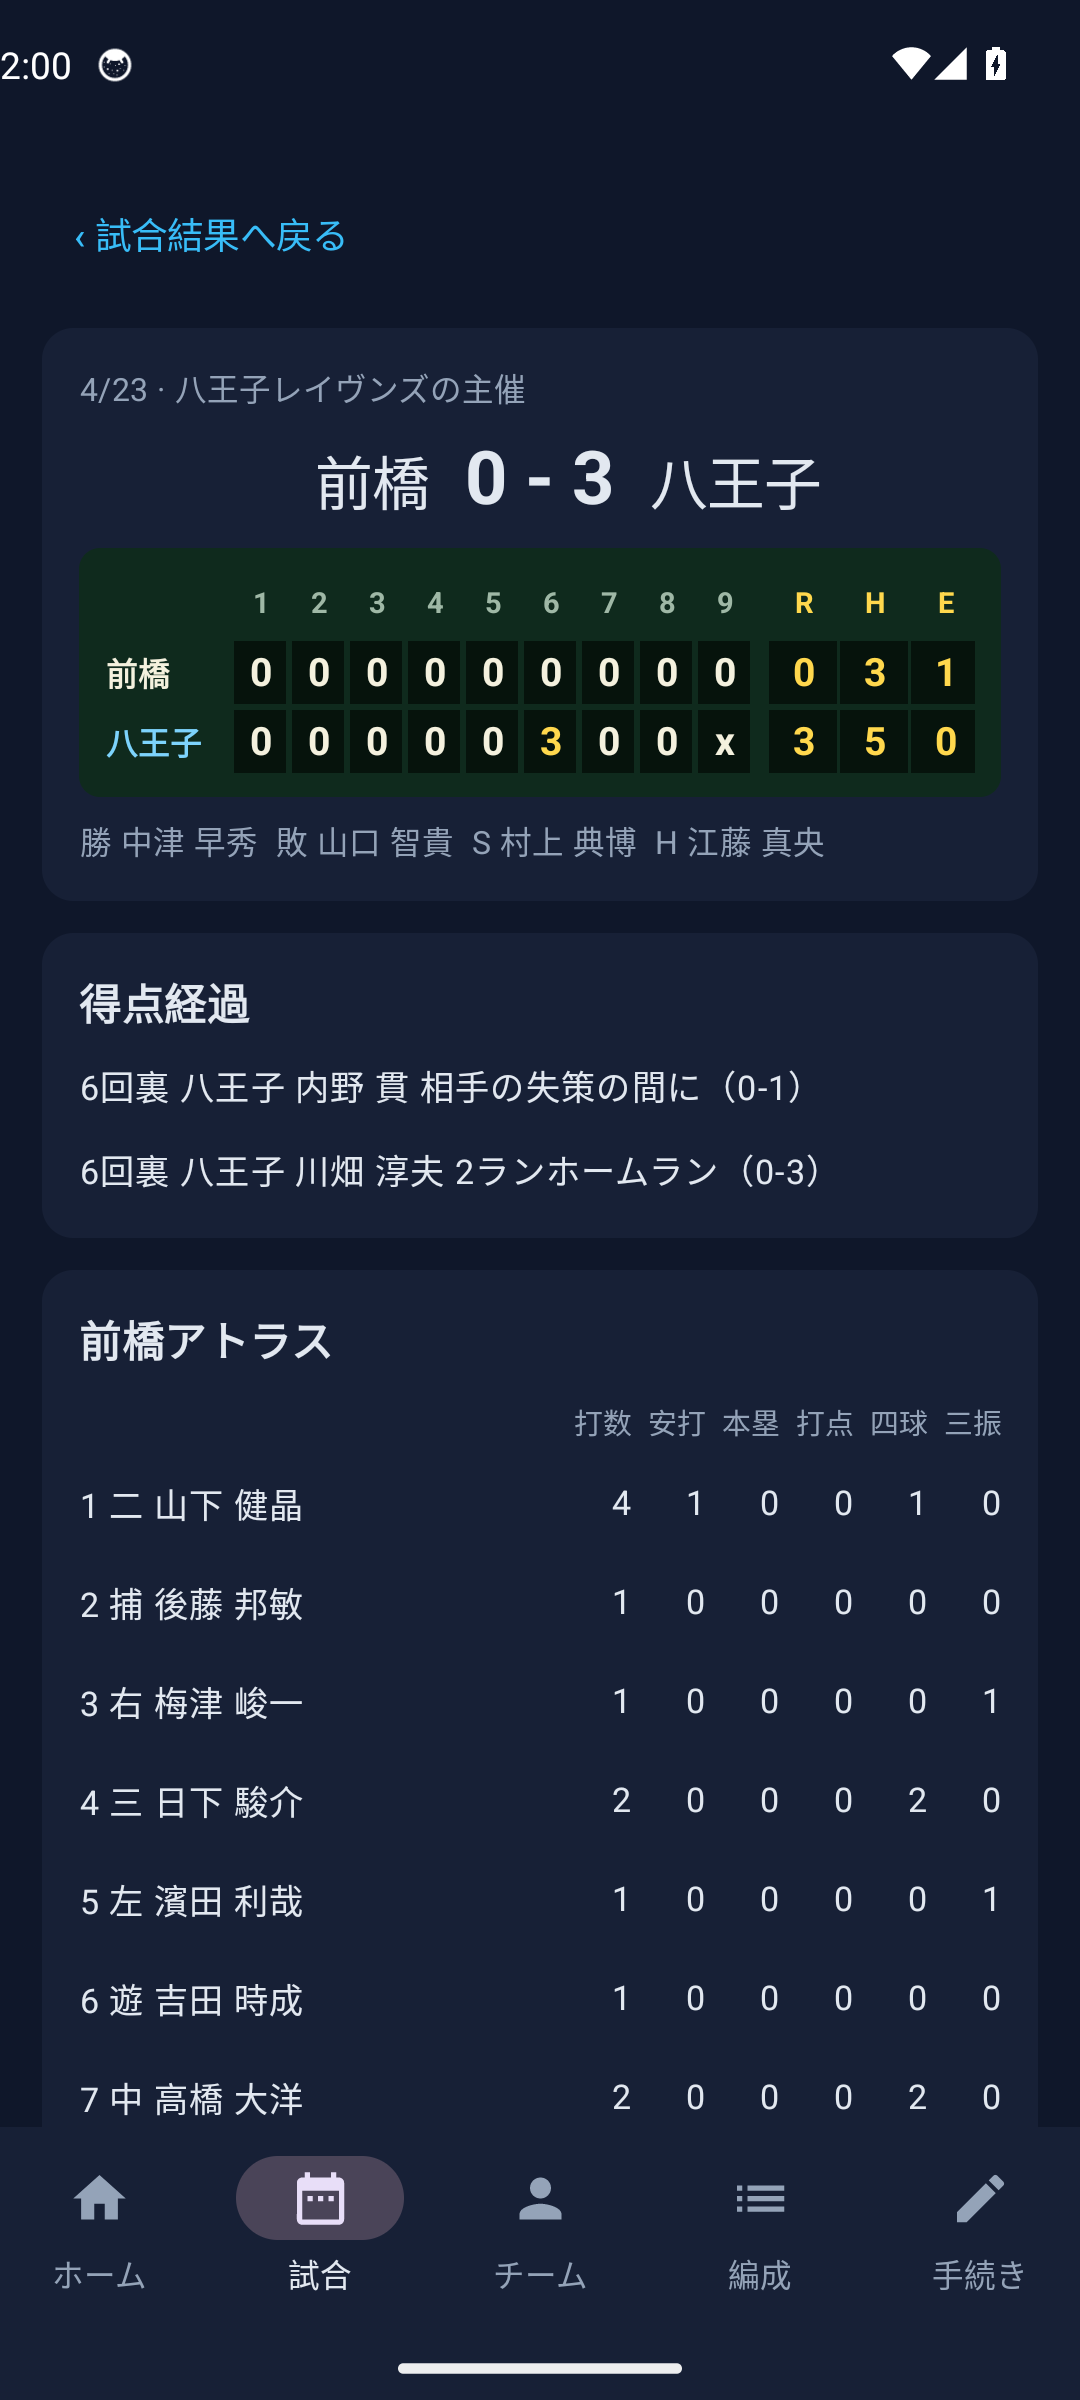 2:00
‹ 試合結果へ戻る
4/23 · 八王子レイヴンズの主催
前橋 0 - 3 八王子
1 2 3 4 5 6 7 8 9 R H E
前橋 0 0 0 0 0 0 0 0 0 0 3 1
八王子 0 0 0 0 0 3 0 0 x 3 5 0
勝 中津 早秀 敗 山口 智貴 S 村上 典博 H 江藤 真央
得点経過
6回裏 八王子 内野 貫 相手の失策の間に（0-1）
6回裏 八王子 川畑 淳夫 2ランホームラン（0-3）
前橋アトラス
打数 安打 本塁 打点 四球 三振
1 二 山下 健晶 4 1 0 0 1 0
2 捕 後藤 邦敏 1 0 0 0 0 0
3 右 梅津 峻一 1 0 0 0 0 1
4 三 日下 駿介 2 0 0 0 2 0
5 左 濱田 利哉 1 0 0 0 0 1
6 遊 吉田 時成 1 0 0 0 0 0
7 中 高橋 大洋 2 0 0 0 2 0
ホーム 試合 チーム 編成 手続き